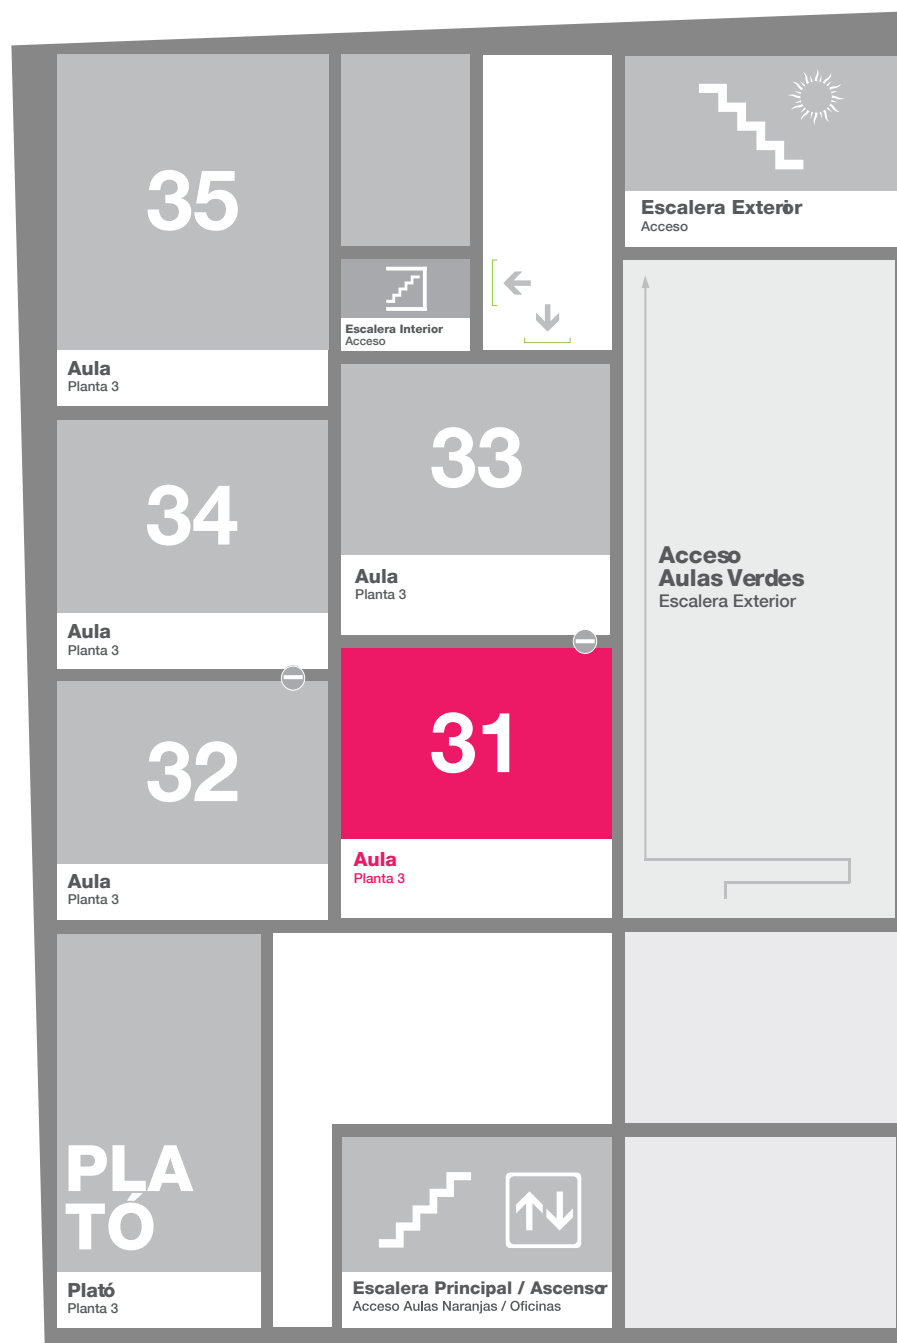 35
Aula
Planta 3
Escalera Interior
Acceso
Escalera Exterior
Acceso
34
Aula
Planta 3
33
Aula
Planta 3
Acceso
Aulas Verdes
Escalera Exterior
32
Aula
Planta 3
31
Aula
Planta 3
PLA
TÓ
Plató
Planta 3
Escalera Principal / Ascensor
Acceso Aulas Naranjas / Oficinas